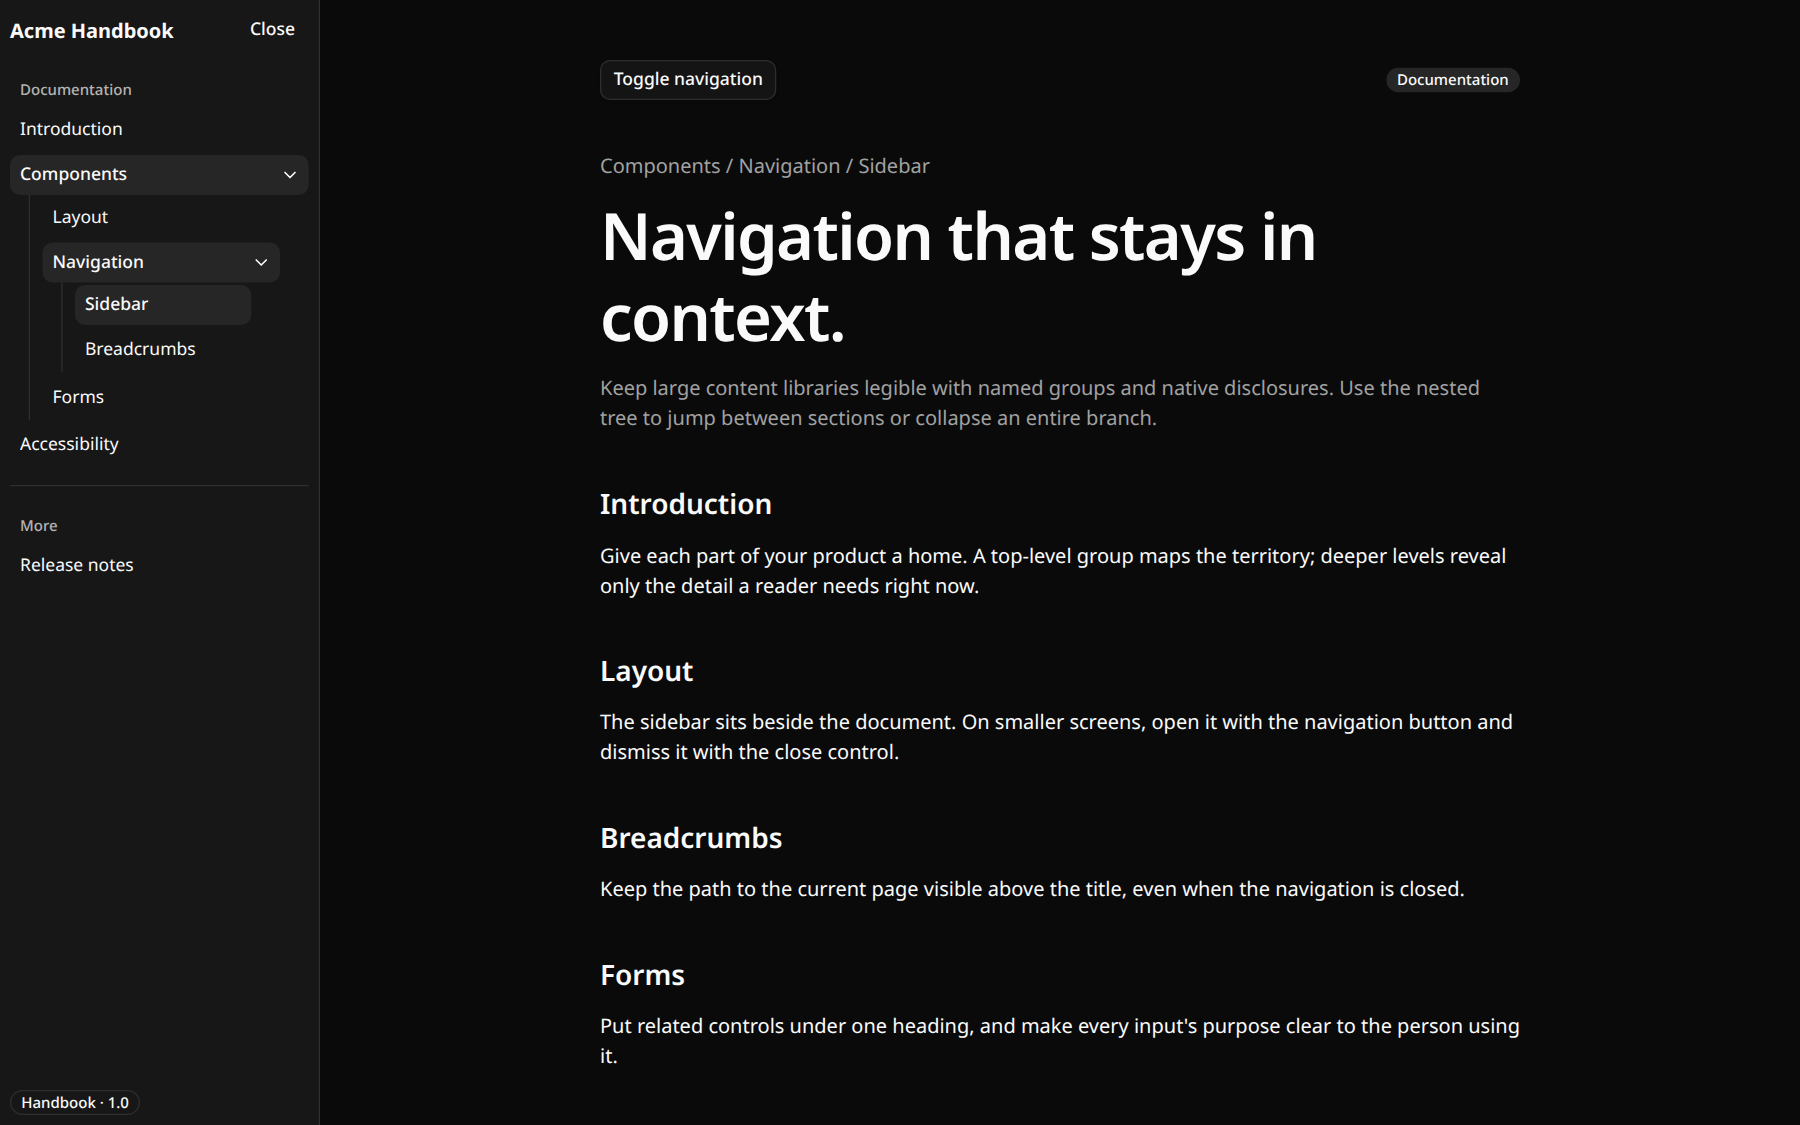 Acme Handbook
Close
Documentation
Introduction
Components
Layout
Navigation
Sidebar
Breadcrumbs
Forms
Accessibility
More
Release notes
Handbook · 1.0
Toggle navigation
Documentation
Components / Navigation / Sidebar
Navigation that stays in
context.
Keep large content libraries legible with named groups and native disclosures. Use the nested
tree to jump between sections or collapse an entire branch.
Introduction
Give each part of your product a home. A top-level group maps the territory; deeper levels reveal
only the detail a reader needs right now.
Layout
The sidebar sits beside the document. On smaller screens, open it with the navigation button and
dismiss it with the close control.
Breadcrumbs
Keep the path to the current page visible above the title, even when the navigation is closed.
Forms
Put related controls under one heading, and make every input's purpose clear to the person using
it.